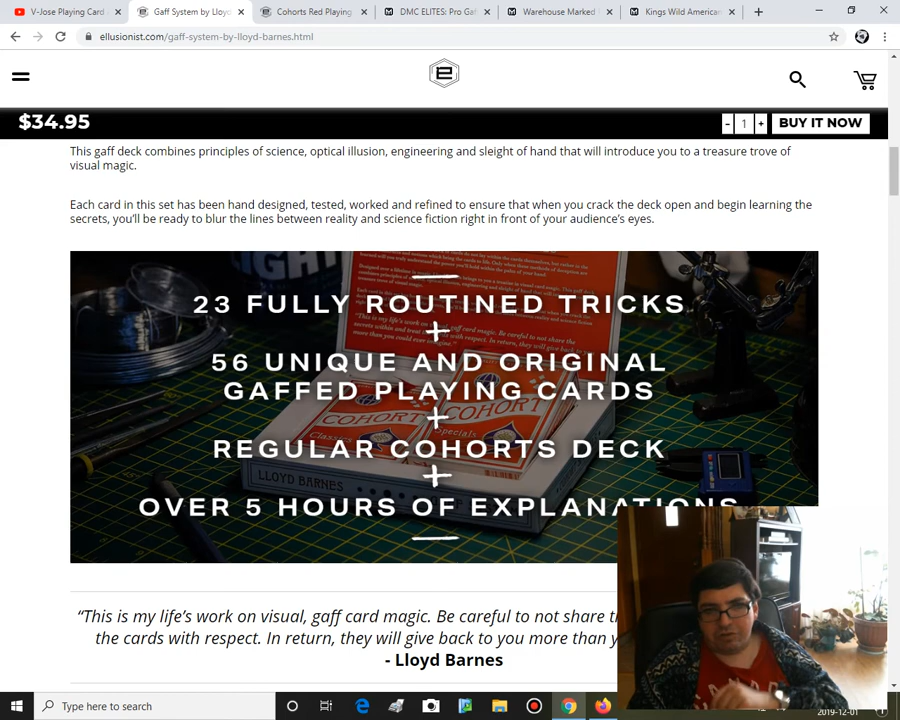 V-Jose Playing Card
Gaff System by Lloyd
Cohorts Red Playing
DMC ELITES: Pro Gaf
Warehouse Marked
Kings Wild American
ellusionist.com/gaff-system-by-lloyd-barnes.html
$34.95
- 1 +
BUY IT NOW
This gaff deck combines principles of science, optical illusion, engineering and sleight of hand that will introduce you to a treasure trove of
visual magic.
Each card in this set has been hand designed, tested, worked and refined to ensure that when you crack the deck open and begin learning the
secrets, you'll be ready to blur the lines between reality and science fiction right in front of your audience's eyes.
23 FULLY ROUTINED TRICKS
+
56 UNIQUE AND ORIGINAL
GAFFED PLAYING CARDS
+
REGULAR COHORTS DECK
+
OVER 5 HOURS OF EXPLANATIONS
COHORT
COHORT
Classics
Specials
LLOYD BARNES
“This is my life's work on visual, gaff card magic. Be careful to not share
the cards with respect. In return, they will give back to you more than
- Lloyd Barnes
Type here to search
2019-12-01